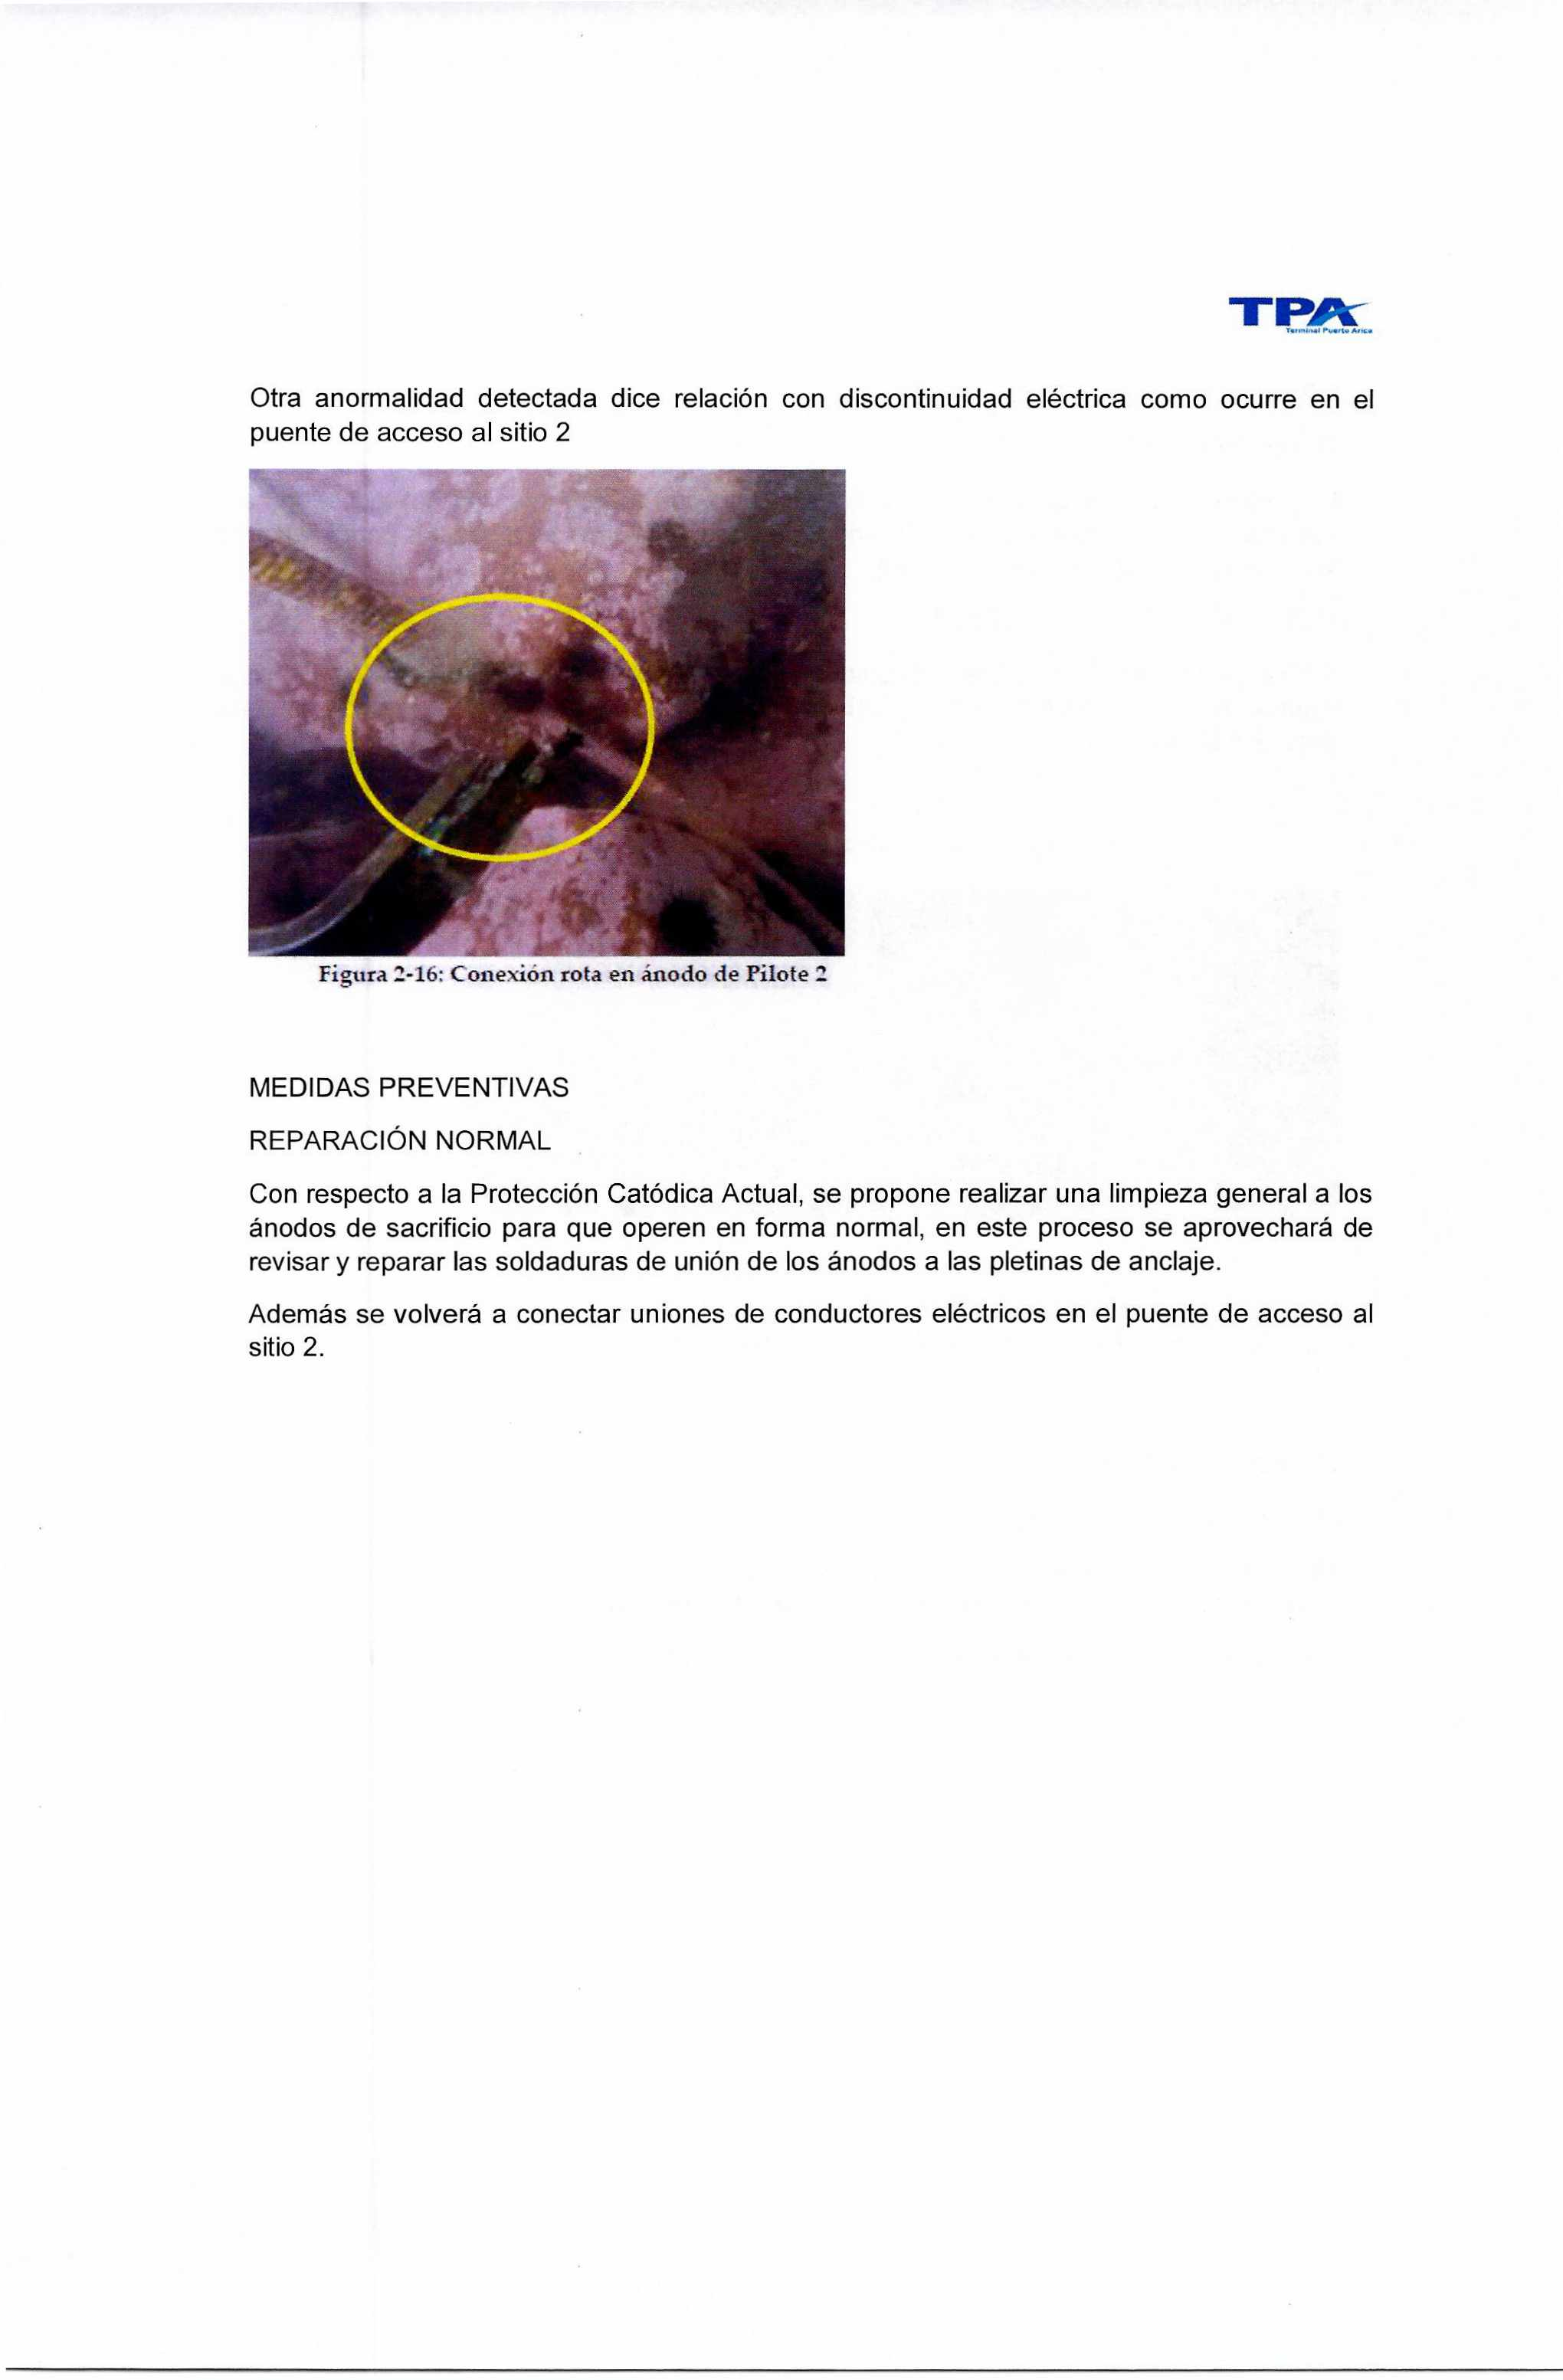 TPA
Terminal Puerto Arica
Otra anormalidad detectada dice relación con discontinuidad eléctrica como ocurre en el
puente de acceso al sitio 2
Figura 2-16: Conexión rota en ánodo de Pilote 2
MEDIDAS PREVENTIVAS
REPARACIÓN NORMAL
Con respecto a la Protección Catódica Actual, se propone realizar una limpieza general a los
ánodos de sacrificio para que operen en forma normal, en este proceso se aprovechará de
revisar y reparar las soldaduras de unión de los ánodos a las pletinas de anclaje.
Además se volverá a conectar uniones de conductores eléctricos en el puente de acceso al
sitio 2.